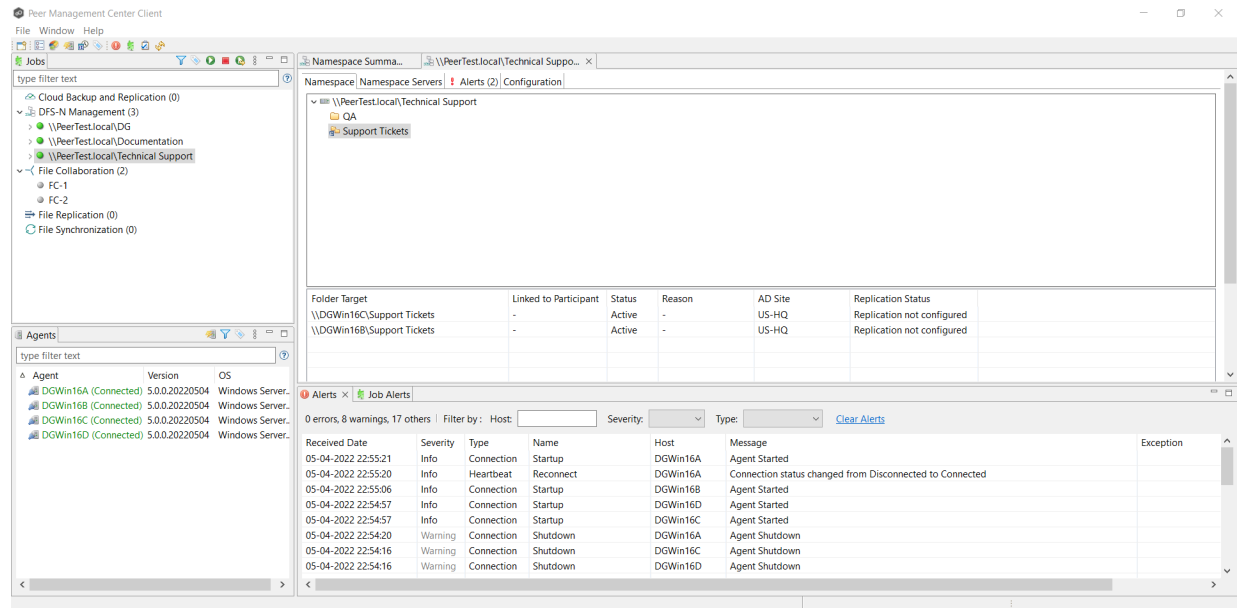 Peer Management Center Client
File Window Help
Jobs
type filter text
Cloud Backup and Replication (0)
DFS-N Management (3)
\\PeerTest.local\DG
\\PeerTest.local\Documentation
\\PeerTest.local\Technical Support
File Collaboration (2)
FC-1
FC-2
File Replication (0)
File Synchronization (0)
Agents
type filter text
Agent Version OS
DGWin16A (Connected) 5.0.0.20220504 Windows Server...
DGWin16B (Connected) 5.0.0.20220504 Windows Server...
DGWin16C (Connected) 5.0.0.20220504 Windows Server...
DGWin16D (Connected) 5.0.0.20220504 Windows Server...
Namespace Summa... \\PeerTest.local\Technical Suppo...
Namespace Namespace Servers Alerts (2) Configuration
\\PeerTest.local\Technical Support
QA
Support Tickets
Folder Target Linked to Participant Status Reason AD Site Replication Status
\\DGWin16C\Support Tickets - Active - US-HQ Replication not configured
\\DGWin16B\Support Tickets - Active - US-HQ Replication not configured
Alerts Job Alerts
0 errors, 8 warnings, 17 others Filter by : Host: Severity: Type: Clear Alerts
Received Date Severity Type Name Host Message Exception
05-04-2022 22:55:21 Info Connection Startup DGWin16A Agent Started
05-04-2022 22:55:20 Info Heartbeat Reconnect DGWin16A Connection status changed from Disconnected to Connected
05-04-2022 22:55:06 Info Connection Startup DGWin16B Agent Started
05-04-2022 22:54:57 Info Connection Startup DGWin16D Agent Started
05-04-2022 22:54:57 Info Connection Startup DGWin16C Agent Started
05-04-2022 22:54:20 Warning Connection Shutdown DGWin16A Agent Shutdown
05-04-2022 22:54:16 Warning Connection Shutdown DGWin16C Agent Shutdown
05-04-2022 22:54:16 Warning Connection Shutdown DGWin16D Agent Shutdown